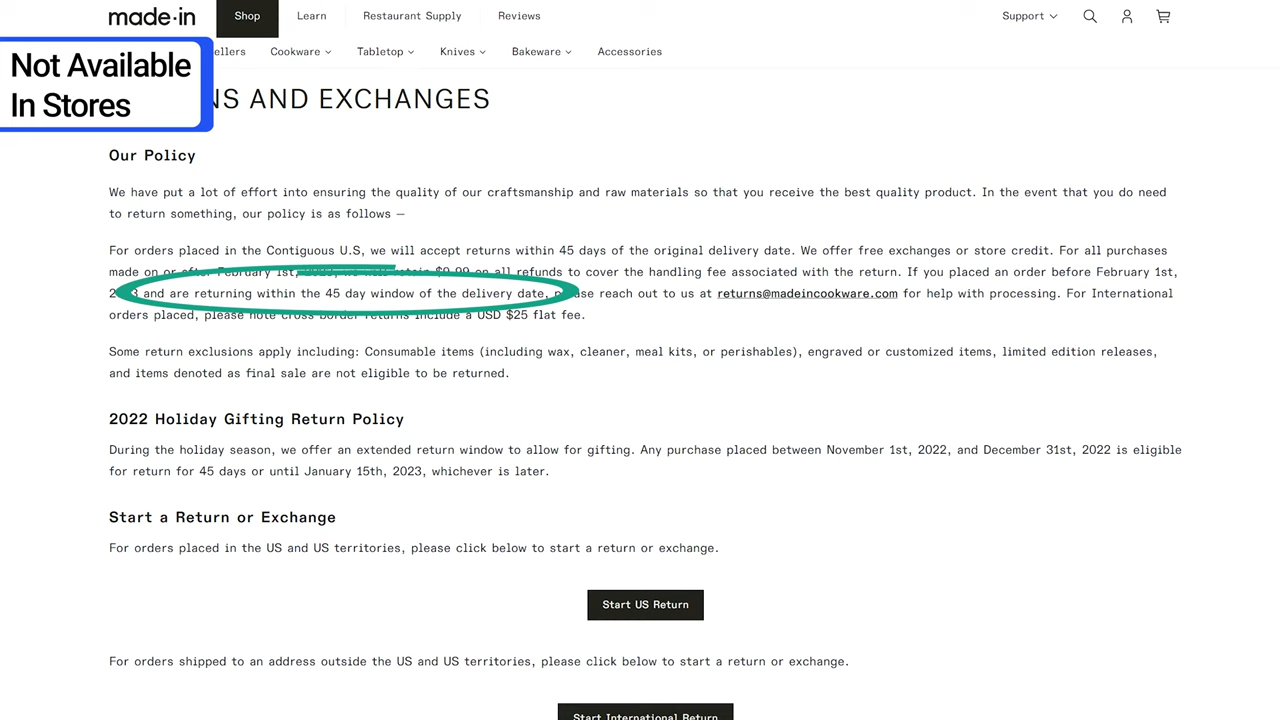 made·in
Shop
Learn
Restaurant Supply
Reviews
Support
Not Available
In Stores
ellers
Cookware
Tabletop
Knives
Bakeware
Accessories
NS AND EXCHANGES
Our Policy
We have put a lot of effort into ensuring the quality of our craftsmanship and raw materials so that you receive the best quality product. In the event that you do need
to return something, our policy is as follows —
For orders placed in the Contiguous U.S, we will accept returns within 45 days of the original delivery date. We offer free exchanges or store credit. For all purchases
made on or after February 1st, $9.99 on all refunds to cover the handling fee associated with the return. If you placed an order before February 1st,
and are returning within the 45 day window of the delivery date, please reach out to us at returns@madeincookware.com for help with processing. For International
orders placed, please note cross border returns include a USD $25 flat fee.
Some return exclusions apply including: Consumable items (including wax, cleaner, meal kits, or perishables), engraved or customized items, limited edition releases,
and items denoted as final sale are not eligible to be returned.
2022 Holiday Gifting Return Policy
During the holiday season, we offer an extended return window to allow for gifting. Any purchase placed between November 1st, 2022, and December 31st, 2022 is eligible
for return for 45 days or until January 15th, 2023, whichever is later.
Start a Return or Exchange
For orders placed in the US and US territories, please click below to start a return or exchange.
Start US Return
For orders shipped to an address outside the US and US territories, please click below to start a return or exchange.
Start International Return